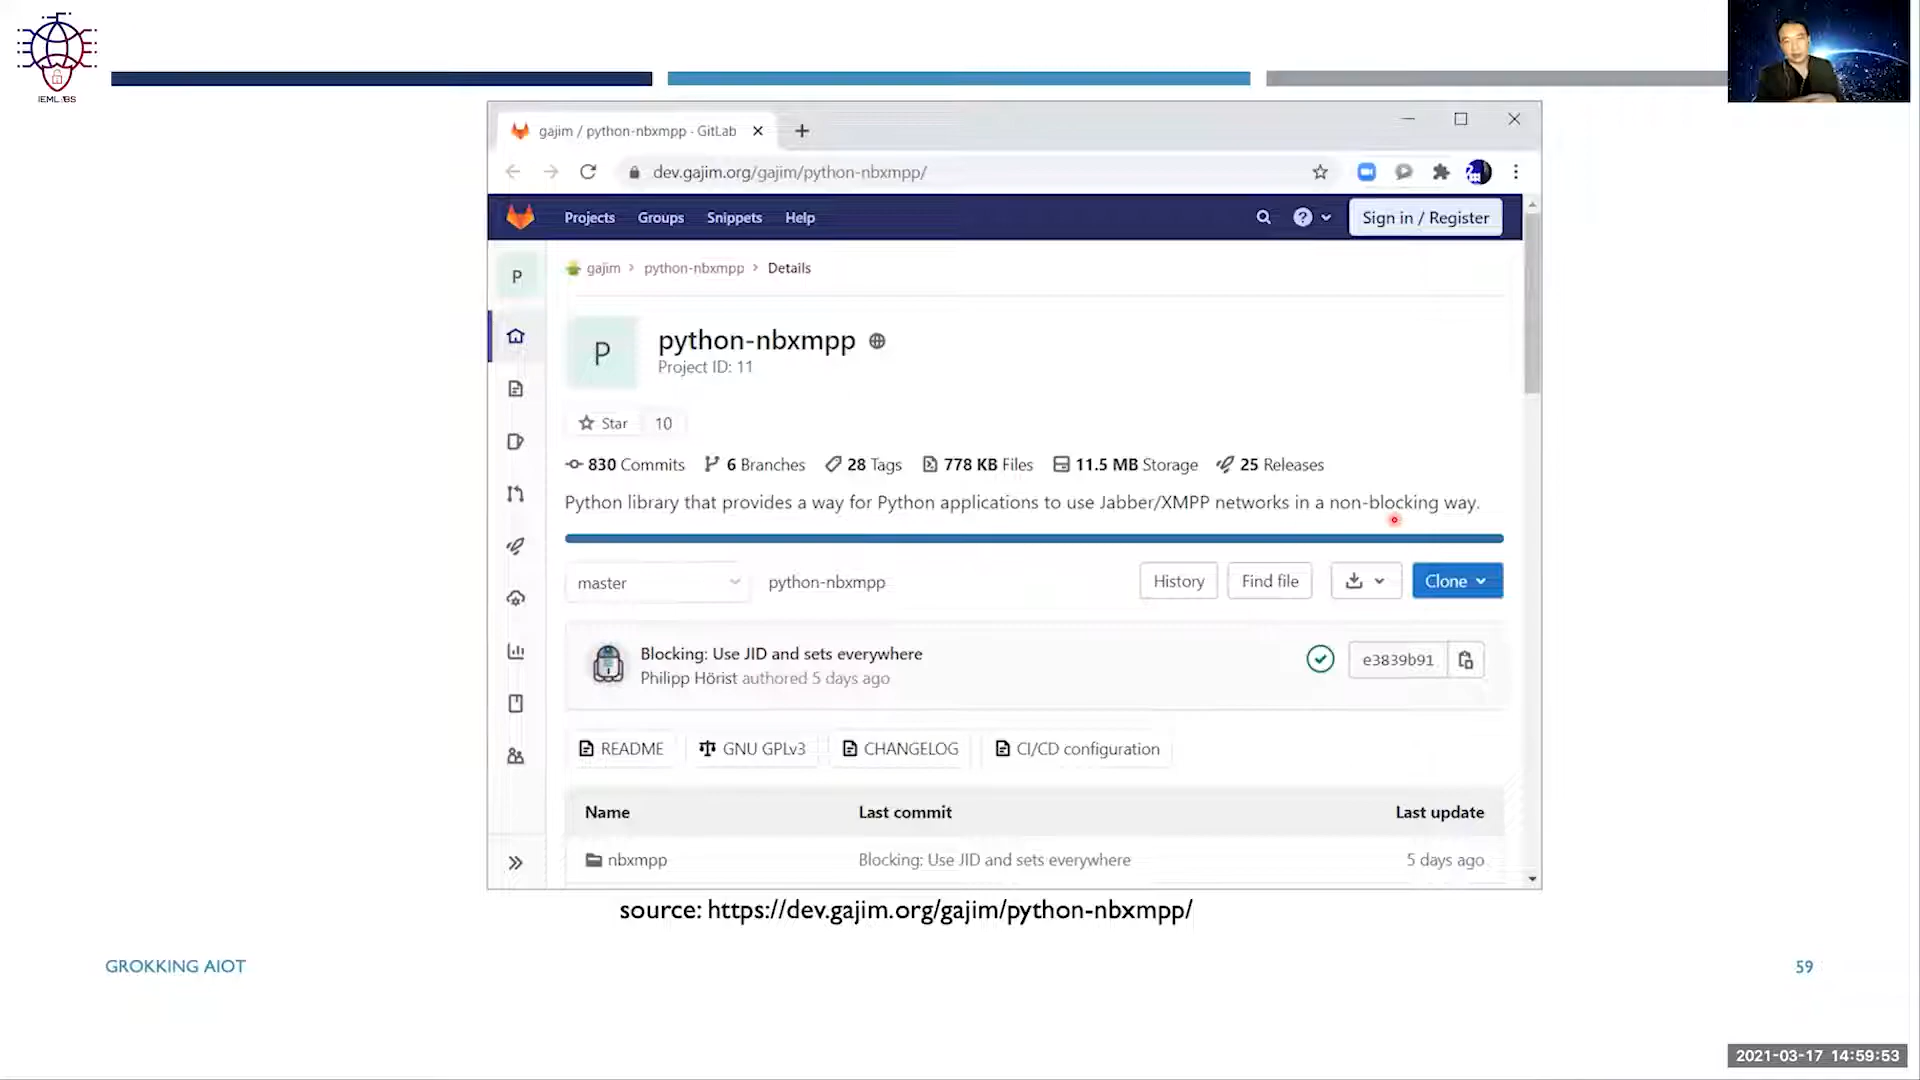 IEMLABS
gajim / python-nbxmpp - GitLab
dev.gajim.org/gajim/python-nbxmpp/
Projects Groups Snippets Help Sign in / Register
P
gajim > python-nbxmpp > Details
P
python-nbxmpp
Project ID: 11
Star 10
830 Commits 6 Branches 28 Tags 778 KB Files 11.5 MB Storage 25 Releases
Python library that provides a way for Python applications to use Jabber/XMPP networks in a non-blocking way.
master python-nbxmpp History Find file Clone
Blocking: Use JID and sets everywhere
Philipp Hörist authored 5 days ago
e3839b91
README GNU GPLv3 CHANGELOG CI/CD configuration
Name Last commit Last update
nbxmpp Blocking: Use JID and sets everywhere 5 days ago
source: https://dev.gajim.org/gajim/python-nbxmpp/
GROKKING AIOT 59
2021-03-17 14:59:53